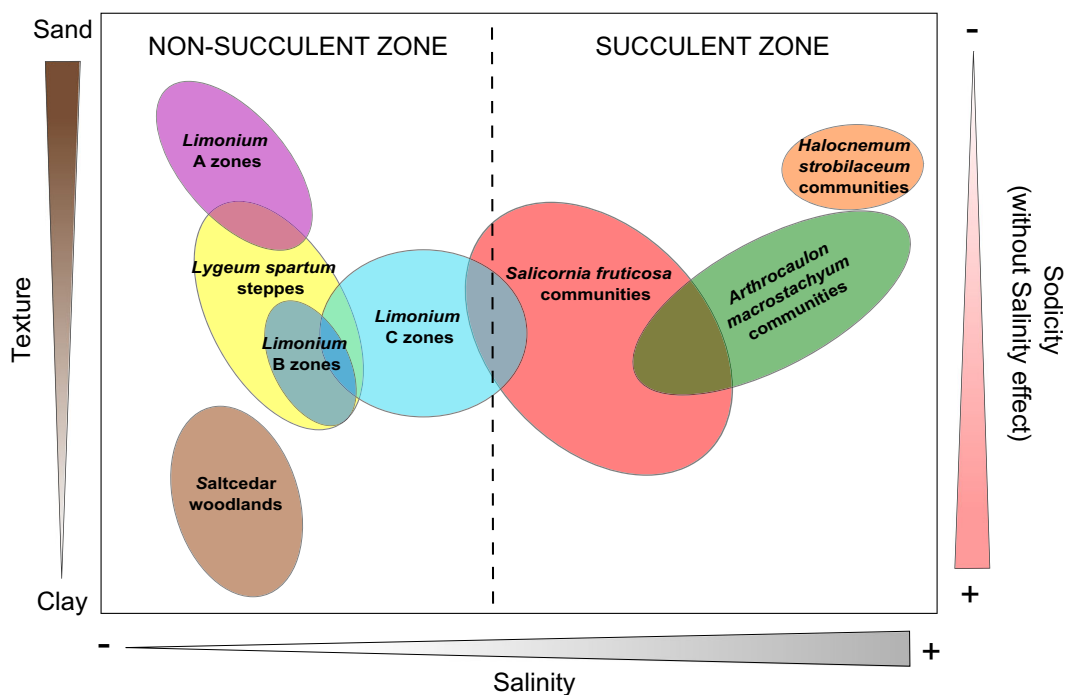 Sand
NON-SUCCULENT ZONE
SUCCULENT ZONE
-
Limonium
A zones
Halocnemum
strobilaceum
communities
Lygeum spartum
steppes
Salicornia fruticosa
communities
Arthrocaulon
macrostachyum
communities
Limonium
C zones
Limonium
B zones
Saltcedar
woodlands
Texture
Sodicity
(without Salinity effect)
Clay
+
-
+
Salinity